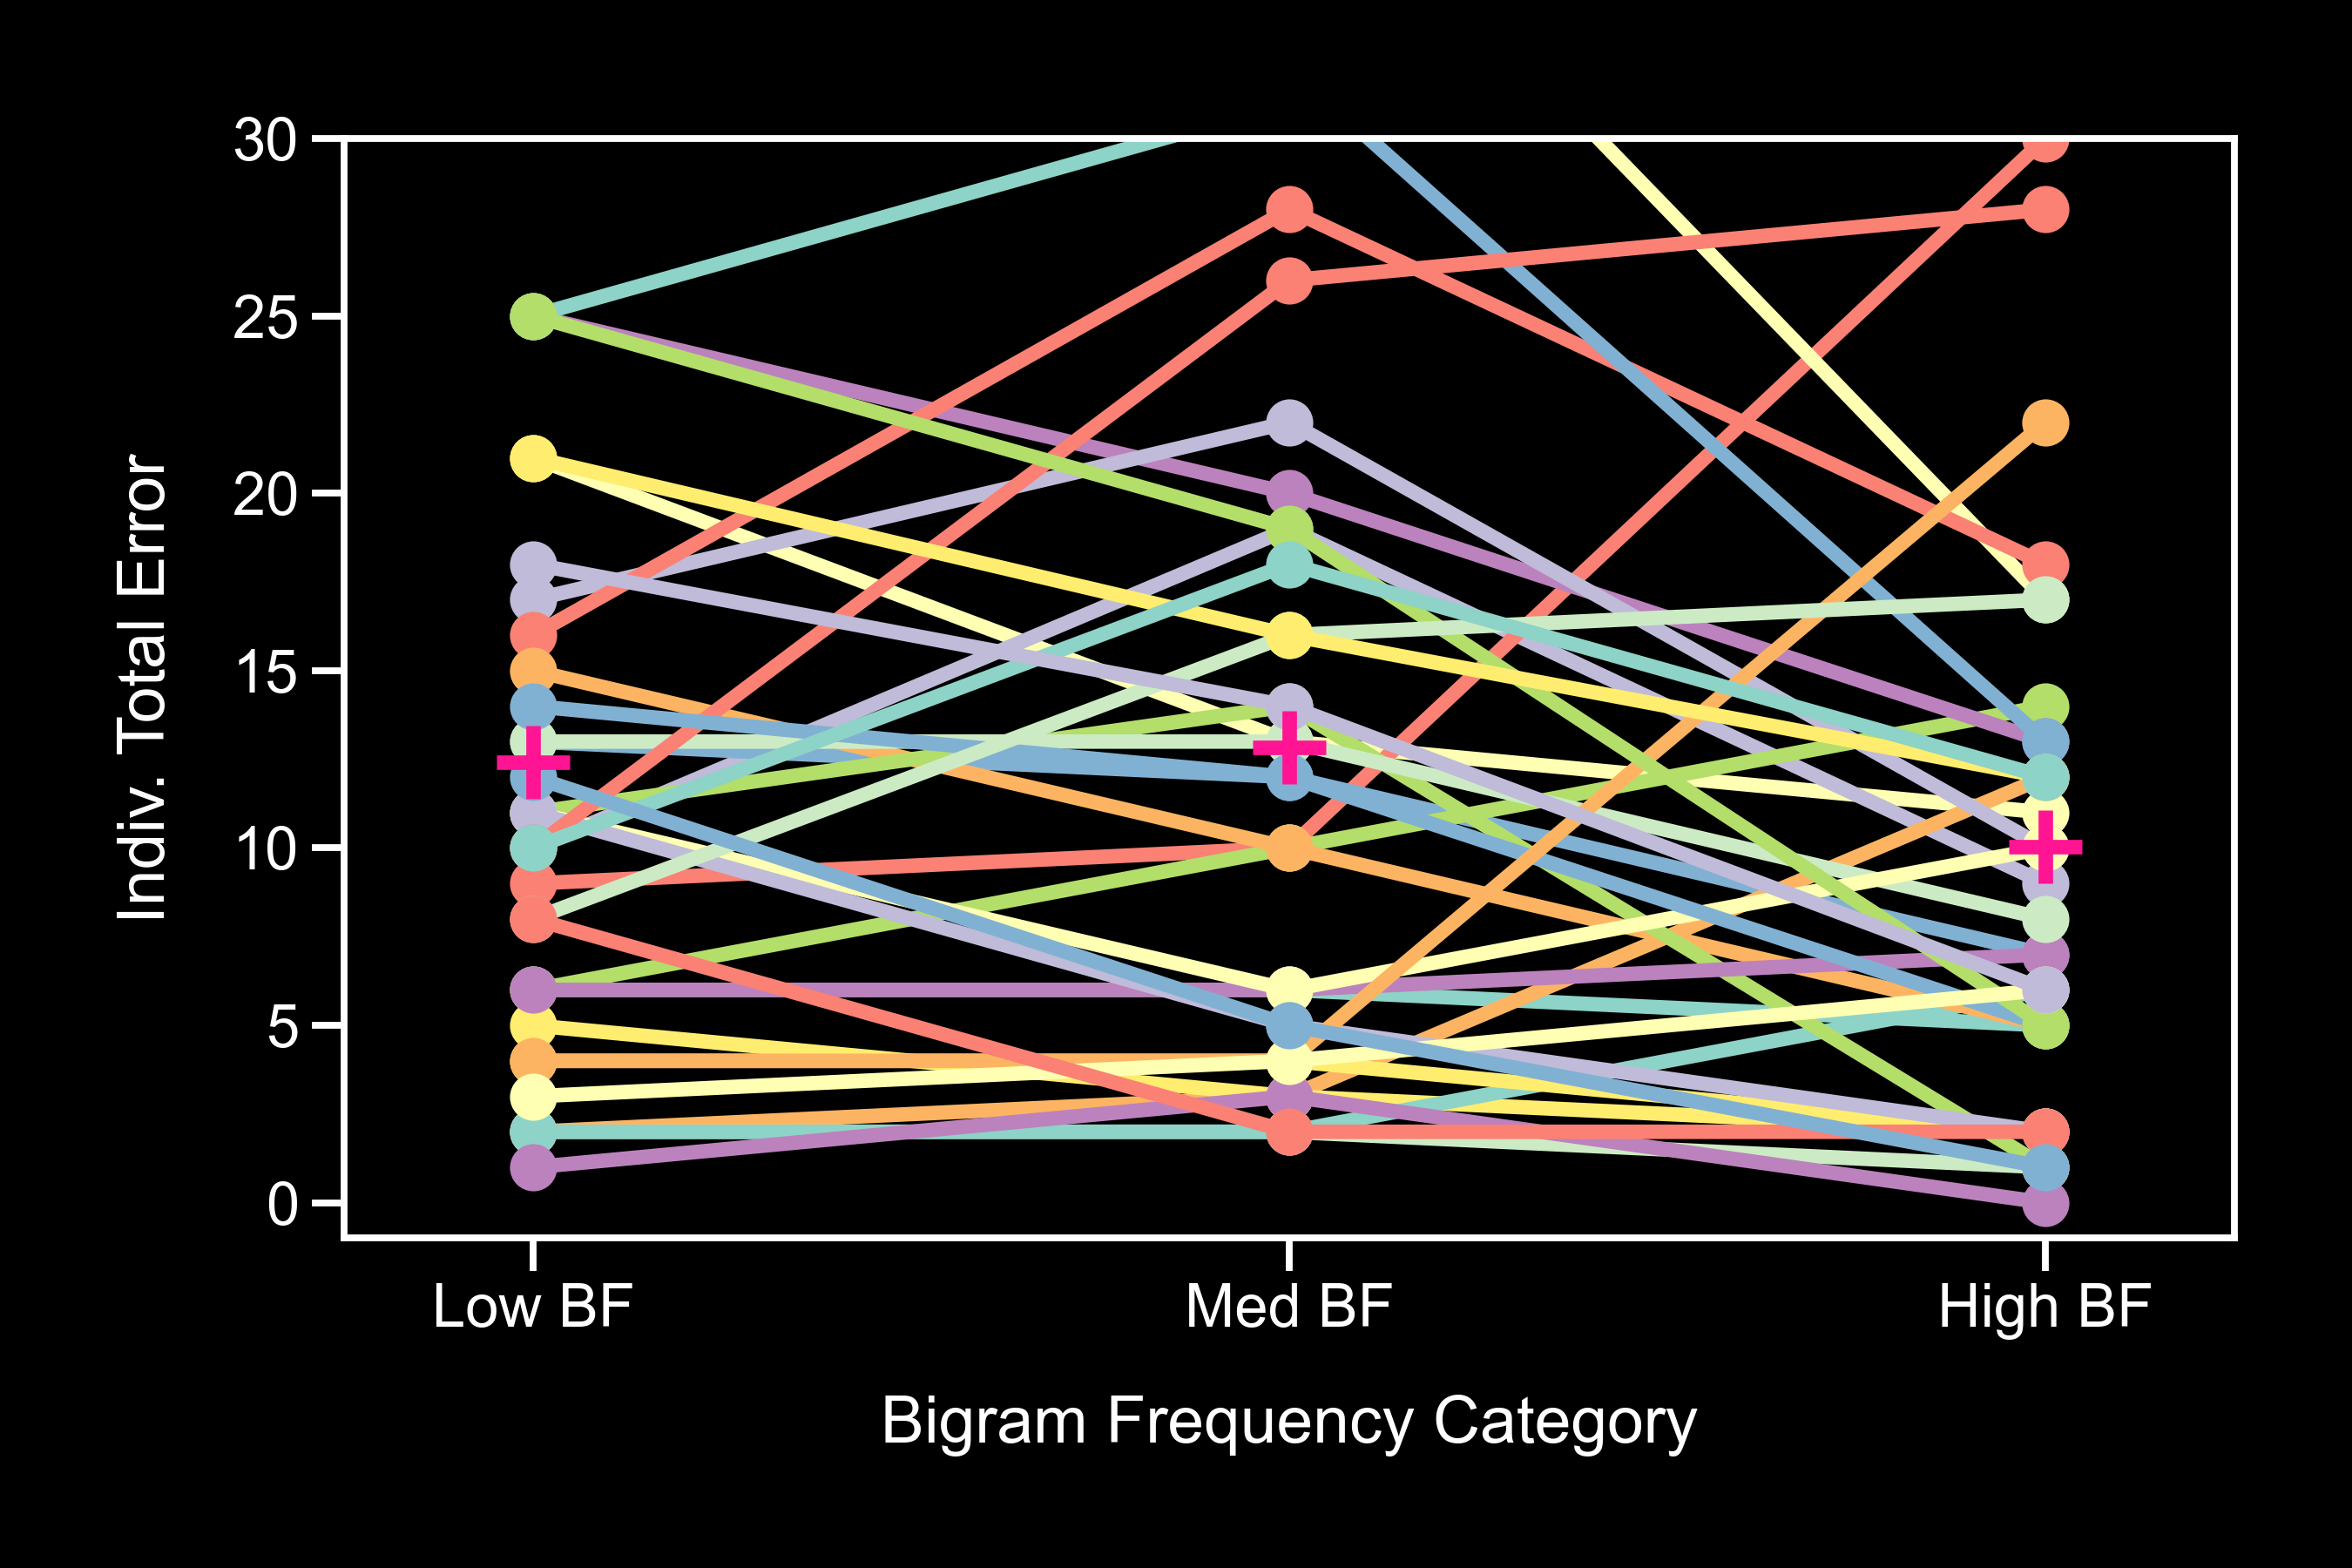 30
25
20
15
10
5
0
Indiv. Total Error
Low BF
Med BF
High BF
Bigram Frequency Category